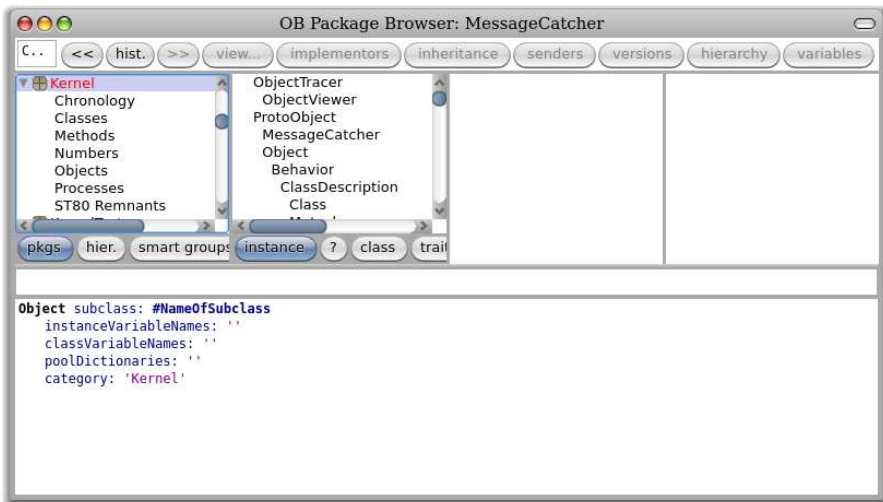 OB Package Browser: MessageCatcher
C.. << hist. >> view... implementors inheritance senders versions hierarchy variables
Kernel
Chronology
Classes
Methods
Numbers
Objects
Processes
ST80 Remnants
ObjectTracer
ObjectViewer
ProtoObject
MessageCatcher
Object
Behavior
ClassDescription
Class
pkgs hier. smart groups instance ? class trai
Object subclass: #NameOfSubclass
instanceVariableNames: ''
classVariableNames: ''
poolDictionaries: ''
category: 'Kernel'